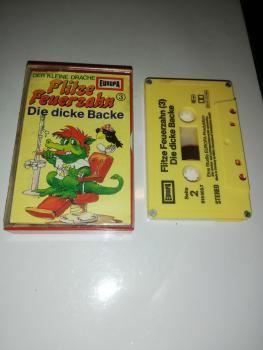 DER KLEINE DRACHE
EUROPA
Flitze
Feuerzahn 3
Die dicke Backe
Flitze Feuerzahn (3)
Die dicke Backe
EUROPA
Seite
2
STEREO